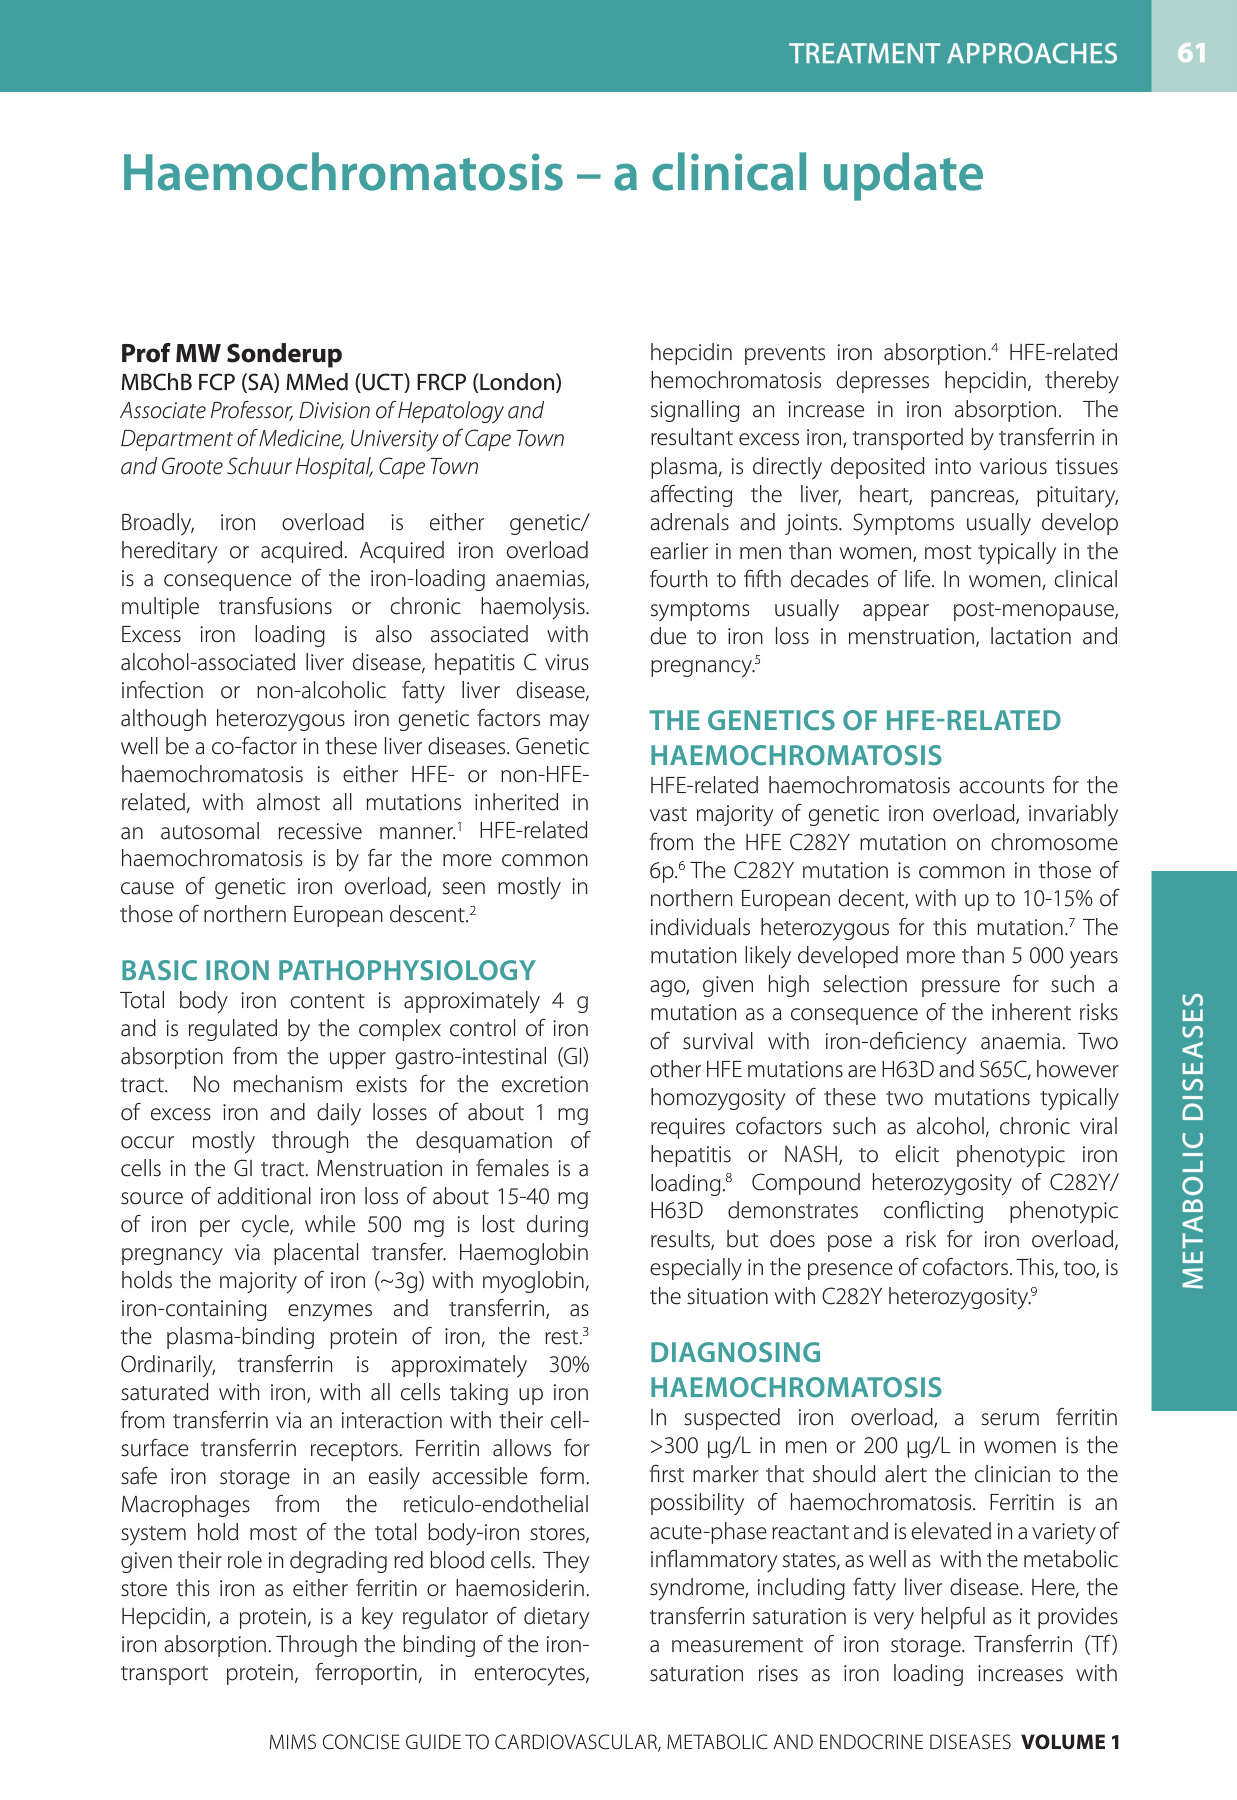 TREATMENT APPROACHES
61
Haemochromatosis – a clinical update
Prof MW Sonderup
MBChB FCP (SA) MMed (UCT) FRCP (London)
Associate Professor, Division of Hepatology and
Department of Medicine, University of Cape Town
and Groote Schuur Hospital, Cape Town
Broadly, iron overload is either genetic/
hereditary or acquired. Acquired iron overload
is a consequence of the iron-loading anaemias,
multiple transfusions or chronic haemolysis.
Excess iron loading is also associated with
alcohol-associated liver disease, hepatitis C virus
infection or non-alcoholic fatty liver disease,
although heterozygous iron genetic factors may
well be a co-factor in these liver diseases. Genetic
haemochromatosis is either HFE- or non-HFE-
related, with almost all mutations inherited in
an autosomal recessive manner.¹ HFE-related
haemochromatosis is by far the more common
cause of genetic iron overload, seen mostly in
those of northern European descent.²
BASIC IRON PATHOPHYSIOLOGY
Total body iron content is approximately 4 g
and is regulated by the complex control of iron
absorption from the upper gastro-intestinal (GI)
tract. No mechanism exists for the excretion
of excess iron and daily losses of about 1 mg
occur mostly through the desquamation of
cells in the GI tract. Menstruation in females is a
source of additional iron loss of about 15-40 mg
of iron per cycle, while 500 mg is lost during
pregnancy via placental transfer. Haemoglobin
holds the majority of iron (~3g) with myoglobin,
iron-containing enzymes and transferrin, as
the plasma-binding protein of iron, the rest.³
Ordinarily, transferrin is approximately 30%
saturated with iron, with all cells taking up iron
from transferrin via an interaction with their cell-
surface transferrin receptors. Ferritin allows for
safe iron storage in an easily accessible form.
Macrophages from the reticulo-endothelial
system hold most of the total body-iron stores,
given their role in degrading red blood cells. They
store this iron as either ferritin or haemosiderin.
Hepcidin, a protein, is a key regulator of dietary
iron absorption. Through the binding of the iron-
transport protein, ferroportin, in enterocytes,
hepcidin prevents iron absorption.⁴ HFE-related
hemochromatosis depresses hepcidin, thereby
signalling an increase in iron absorption. The
resultant excess iron, transported by transferrin in
plasma, is directly deposited into various tissues
affecting the liver, heart, pancreas, pituitary,
adrenals and joints. Symptoms usually develop
earlier in men than women, most typically in the
fourth to fifth decades of life. In women, clinical
symptoms usually appear post-menopause,
due to iron loss in menstruation, lactation and
pregnancy.⁵
THE GENETICS OF HFE-RELATED
HAEMOCHROMATOSIS
HFE-related haemochromatosis accounts for the
vast majority of genetic iron overload, invariably
from the HFE C282Y mutation on chromosome
6p.⁶ The C282Y mutation is common in those of
northern European decent, with up to 10-15% of
individuals heterozygous for this mutation.⁷ The
mutation likely developed more than 5 000 years
ago, given high selection pressure for such a
mutation as a consequence of the inherent risks
of survival with iron-deficiency anaemia. Two
other HFE mutations are H63D and S65C, however
homozygosity of these two mutations typically
requires cofactors such as alcohol, chronic viral
hepatitis or NASH, to elicit phenotypic iron
loading.⁸ Compound heterozygosity of C282Y/
H63D demonstrates conflicting phenotypic
results, but does pose a risk for iron overload,
especially in the presence of cofactors. This, too, is
the situation with C282Y heterozygosity.⁹
DIAGNOSING
HAEMOCHROMATOSIS
In suspected iron overload, a serum ferritin
>300 µg/L in men or 200 µg/L in women is the
first marker that should alert the clinician to the
possibility of haemochromatosis. Ferritin is an
acute-phase reactant and is elevated in a variety of
inflammatory states, as well as with the metabolic
syndrome, including fatty liver disease. Here, the
transferrin saturation is very helpful as it provides
a measurement of iron storage. Transferrin (Tf)
saturation rises as iron loading increases with
METABOLIC DISEASES
MIMS CONCISE GUIDE TO CARDIOVASCULAR, METABOLIC AND ENDOCRINE DISEASES VOLUME 1